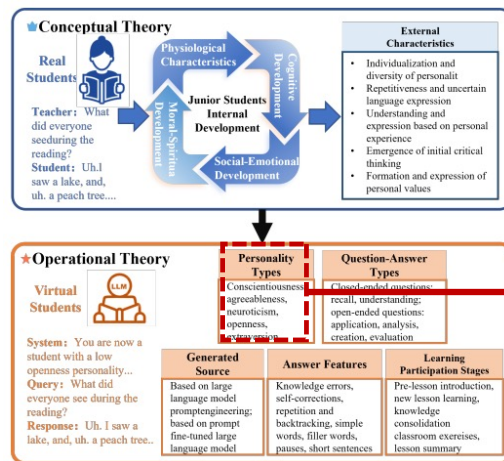 Conceptual Theory
Real
Students
Teacher: What
did everyone
seeduring the
reading?
Student: Uh.I
saw a lake, and,
uh. a peach tree....
Physiological
Characteristics
Cognitive
Development
Junior Students
Internal
Development
Moral-Spiritua
Development
Social-Emotional
Development
External
Characteristics
• Individualization and
diversity of personalit
• Repetitiveness and uncertain
language expression
• Understanding and
expression based on personal
experience
• Emergence of initial critical
thinking
• Formation and expression of
personal values
Operational Theory
Virtual
Students
LLM
System: You are now a
student with a low
openness personality...
Query: What did
everyone see during the
reading?
Response: Uh. I saw a
lake, and, uh. a peach tree..
Personality
Types
Conscientiousness,
agreeableness,
neuroticism,
openness,
extraversion
Question-Answer
Types
Closed-ended questions:
recall, understanding;
open-ended questions:
application, analysis,
creation, evaluation
Generated
Source
Based on large
language model
promptengineering;
based on prompt
fine-tuned large
language model
Answer Features
Knowledge errors,
self-corrections,
repetition and
backtracking, simple
words, filler words,
pauses, short sentences
Learning
Participation Stages
Pre-lesson introduction,
new lesson learning,
knowledge
consolidation
classroom exereises,
lesson summary